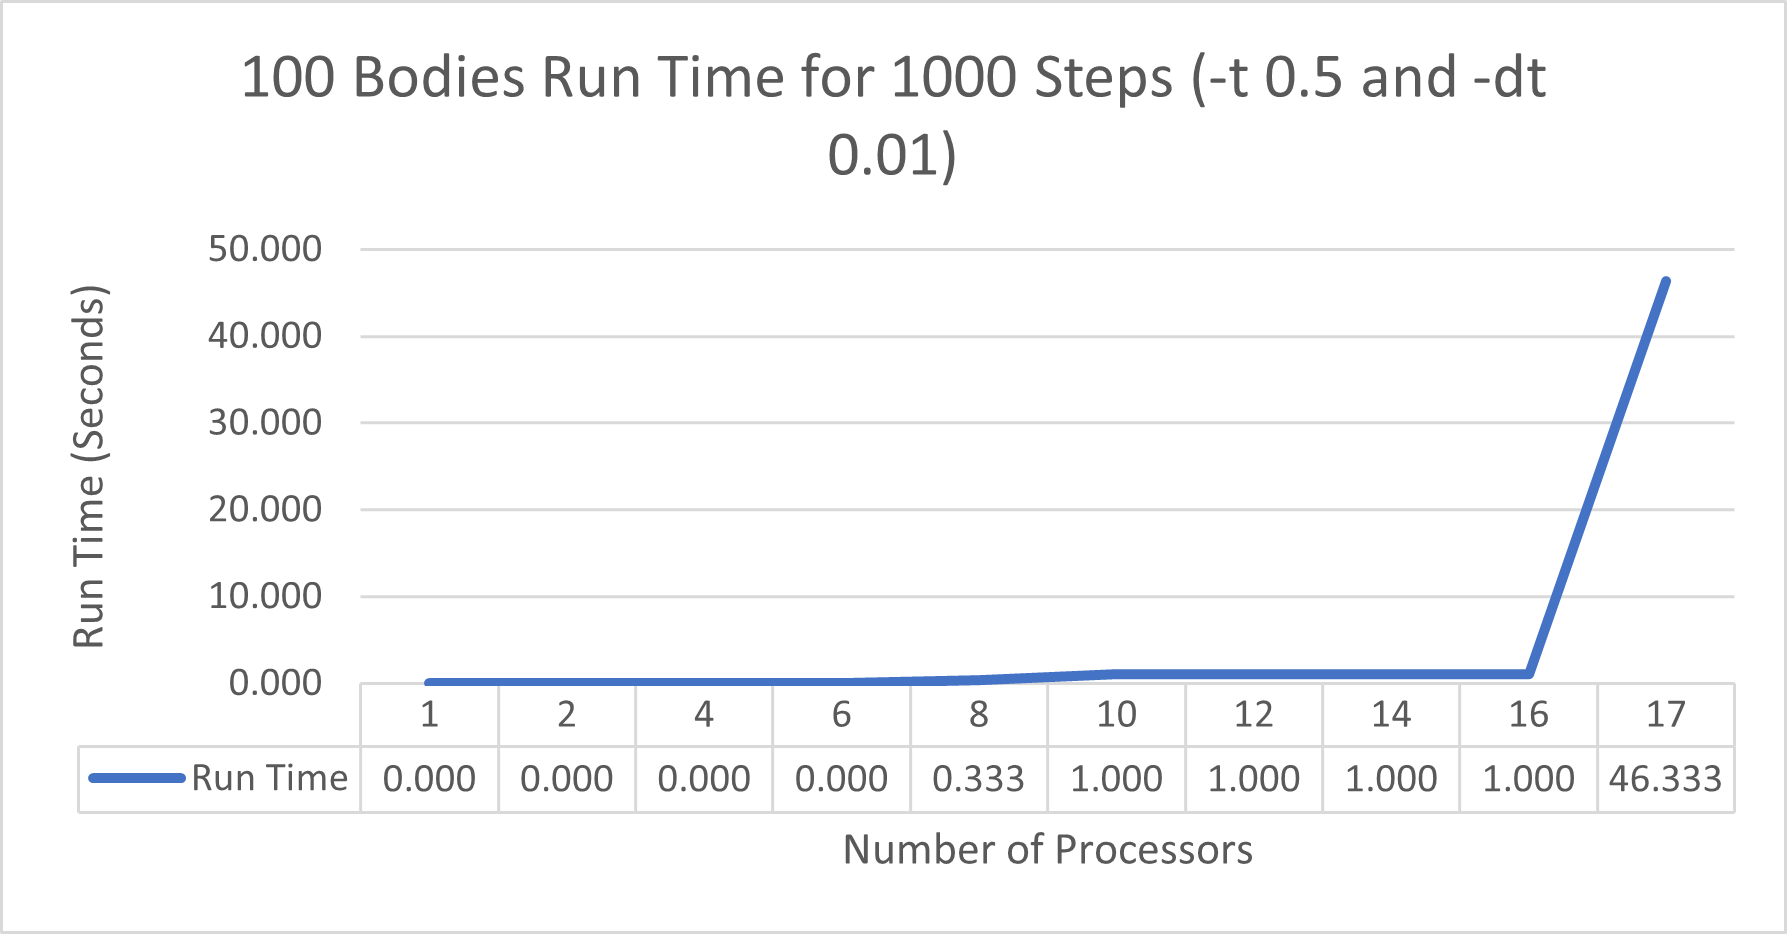 100 Bodies Run Time for 1000 Steps (-t 0.5 and -dt
0.01)
50.000
40.000
30.000
20.000
10.000
0.000
Run Time (Seconds)
1 2 4 6 8 10 12 14 16 17
Run Time 0.000 0.000 0.000 0.000 0.333 1.000 1.000 1.000 1.000 46.333
Number of Processors